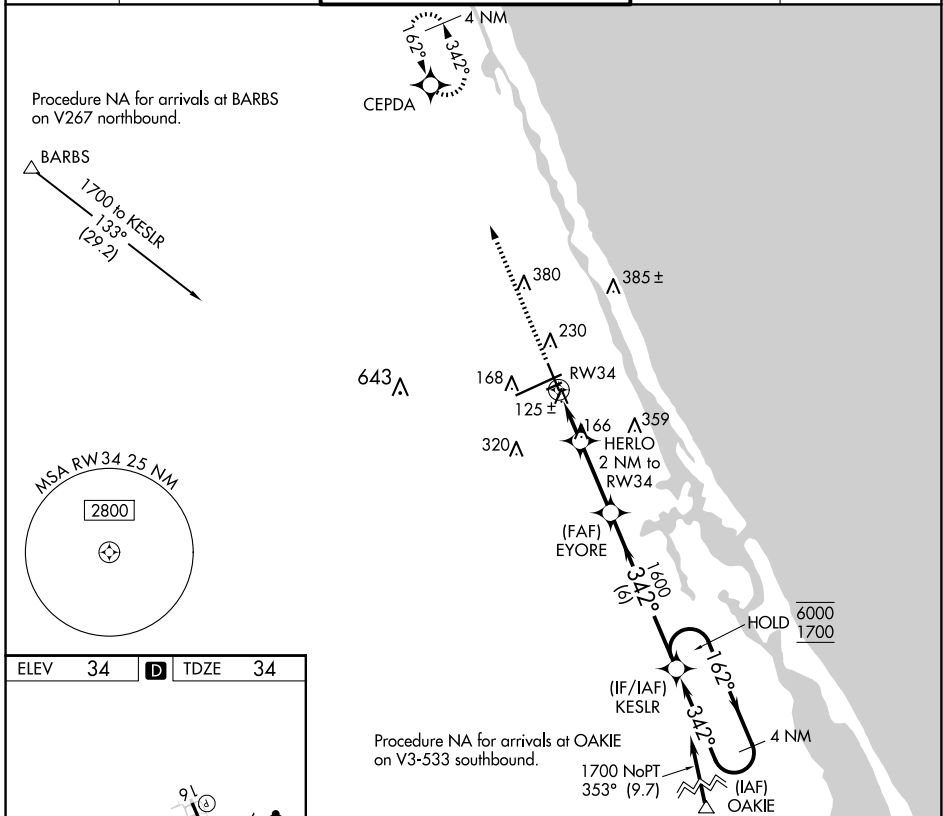 4 NM
162°
342°
CEPDA
Procedure NA for arrivals at BARBS
on V267 northbound.
BARBS
1700 to KESLR
133°
(29.2)
380
385 ±
230
643
168
RW34
125 ±
166
359
320
HERLO
2 NM to
RW34
MSA RW34 25 NM
2800
(FAF)
EYORE
1600
342°
(6)
HOLD
6000
1700
162°
(IF/IAF)
KESLR
342°
4 NM
ELEV 34 D TDZE 34
Procedure NA for arrivals at OAKIE
on V3-533 southbound.
1700 NoPT
353° (9.7)
(IAF)
OAKIE
16
P